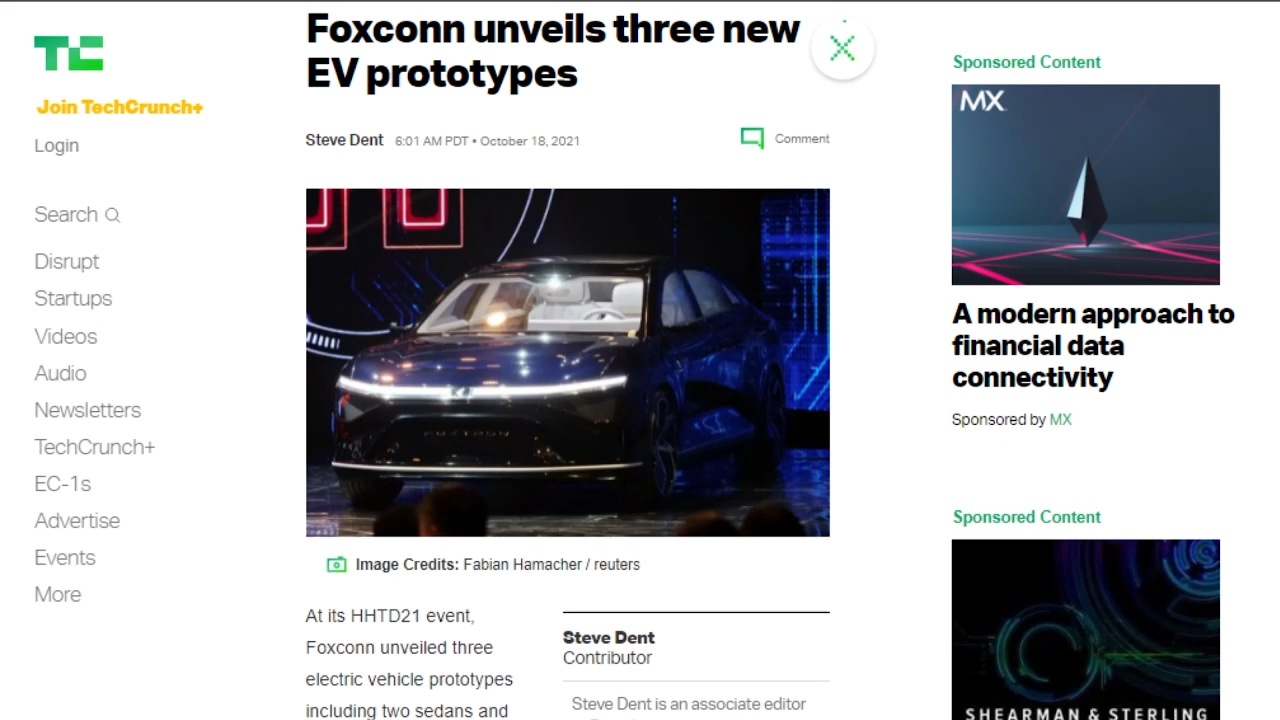 TC
Join TechCrunch+
Login
Search
Disrupt
Startups
Videos
Audio
Newsletters
TechCrunch+
EC-1s
Advertise
Events
More
Foxconn unveils three new
EV prototypes
Steve Dent 6:01 AM PDT • October 18, 2021
Comment
FOXTRON
Image Credits: Fabian Hamacher / reuters
At its HHTD21 event,
Foxconn unveiled three
electric vehicle prototypes
including two sedans and
Steve Dent
Contributor
Steve Dent is an associate editor
Sponsored Content
MX
A modern approach to
financial data
connectivity
Sponsored by MX
Sponsored Content
SHEARMAN & STERLING